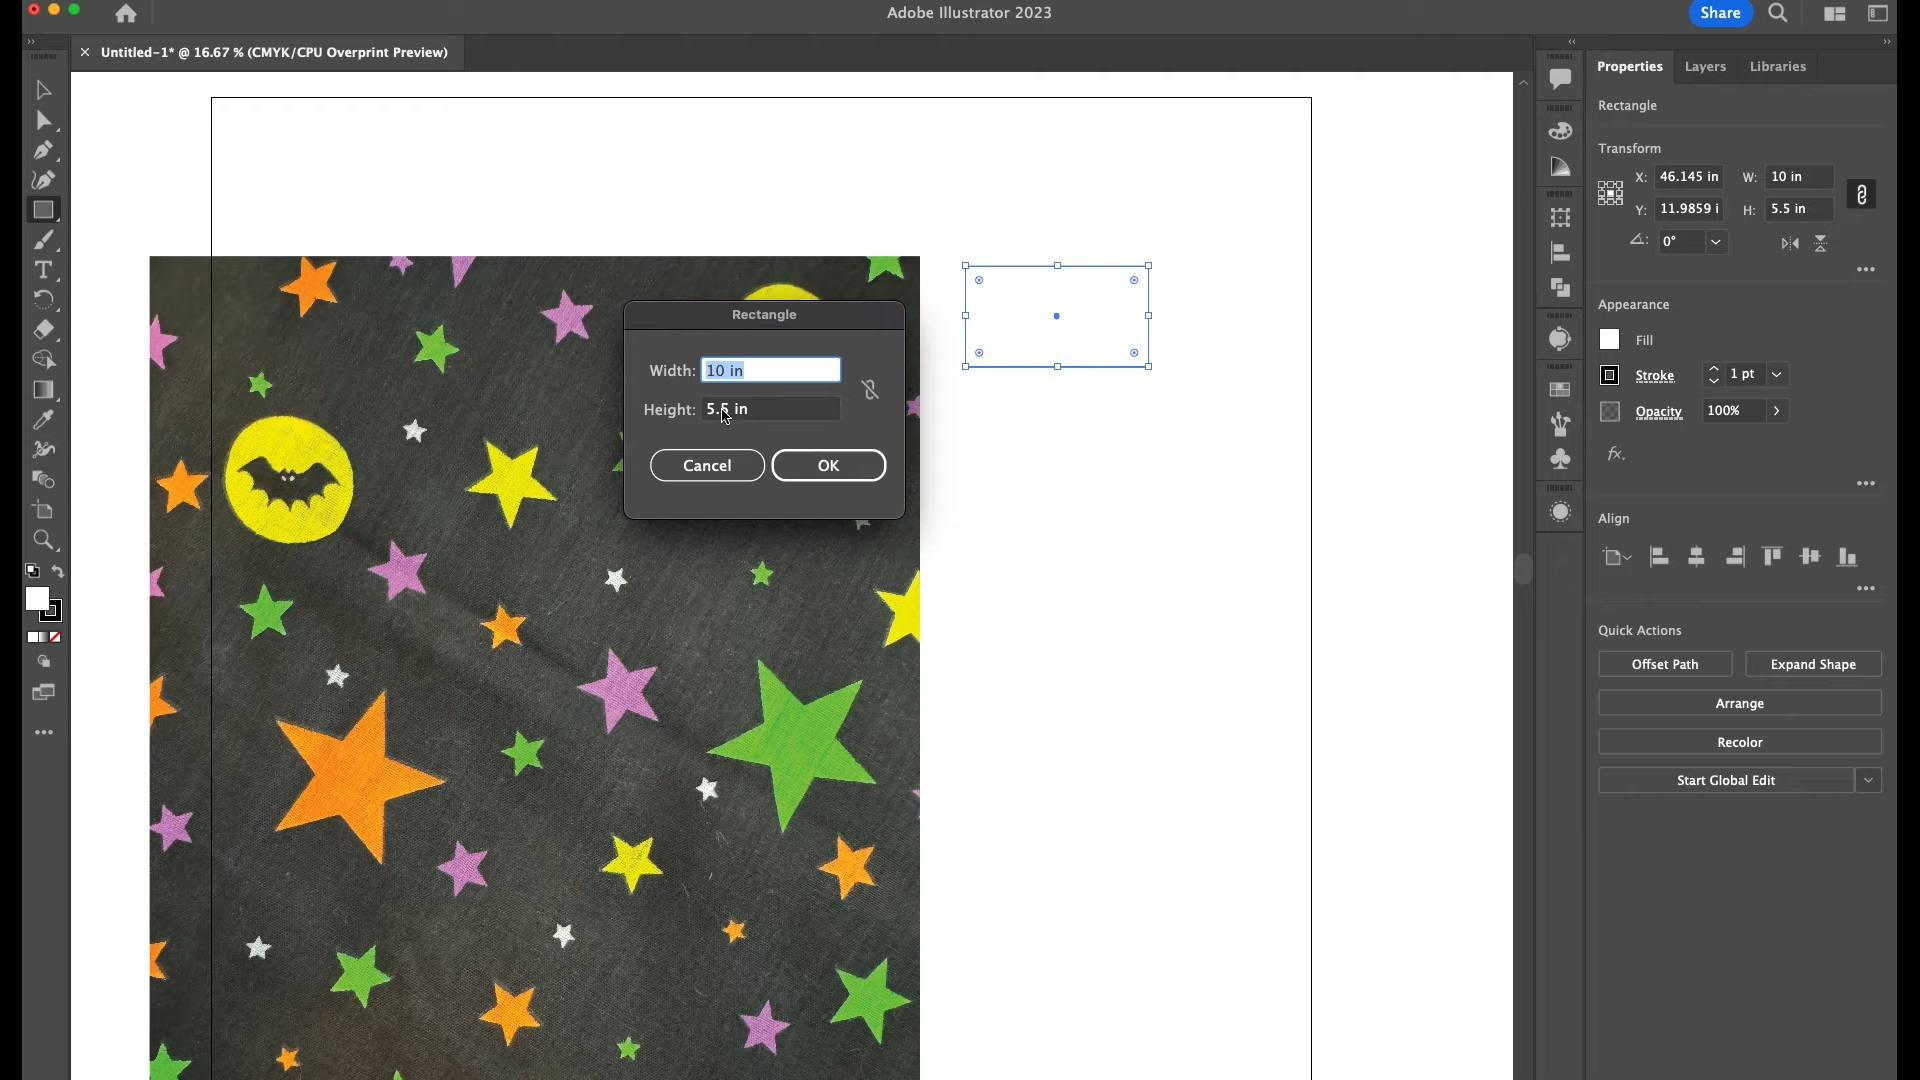 Adobe Illustrator 2023
Share
Untitled-1* @ 16.67 % (CMYK/CPU Overprint Preview)
Properties Layers Libraries
Rectangle
Transform
X: 46.145 in W: 10 in
Y: 11.9859 i H: 5.5 in
0°
Appearance
Fill
Stroke 1 pt
Opacity 100%
fx.
Align
Quick Actions
Offset Path Expand Shape
Arrange
Recolor
Start Global Edit
Rectangle
Width: 10 in
Height: 5.5 in
Cancel OK